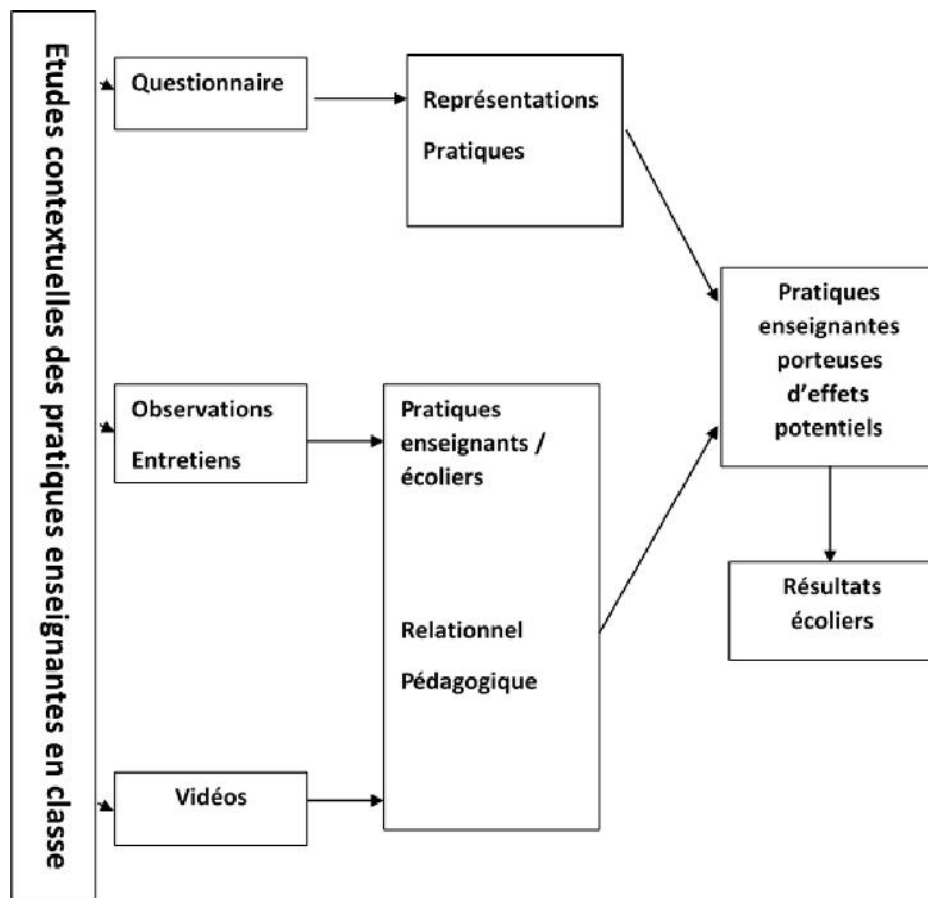 Etudes contextuelles des pratiques enseignantes en classe
Questionnaire
Représentations
Pratiques
Observations
Entretiens
Pratiques
enseignants /
écoliers
Relationnel
Pédagogique
Vidéos
Pratiques
enseignantes
porteuses
d'effets
potentiels
Résultats
écoliers